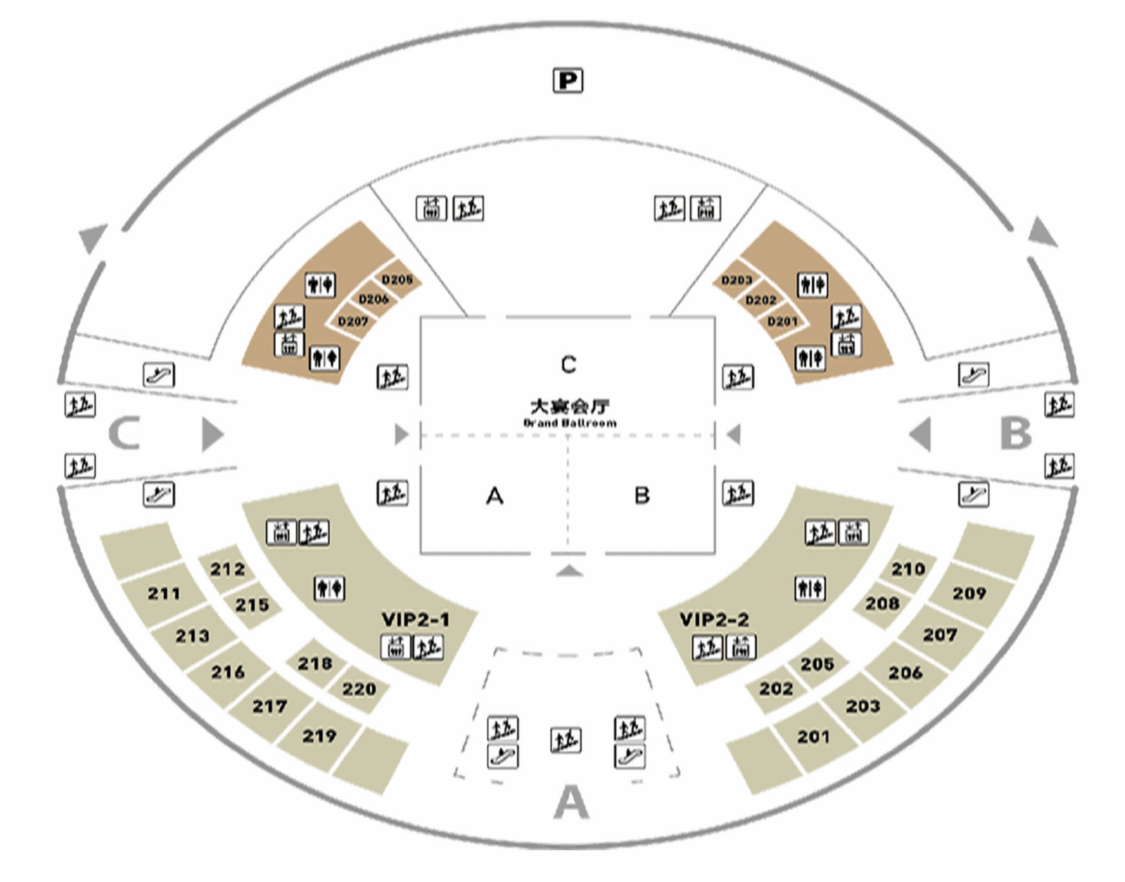 P
D205
D206
D207
D203
D202
D201
C
大宴会厅
Grand Ballroom
A
B
C
B
212
215
211
213
216
217
219
218
220
VIP2-1
VIP2-2
210
208
209
207
206
203
201
205
202
A